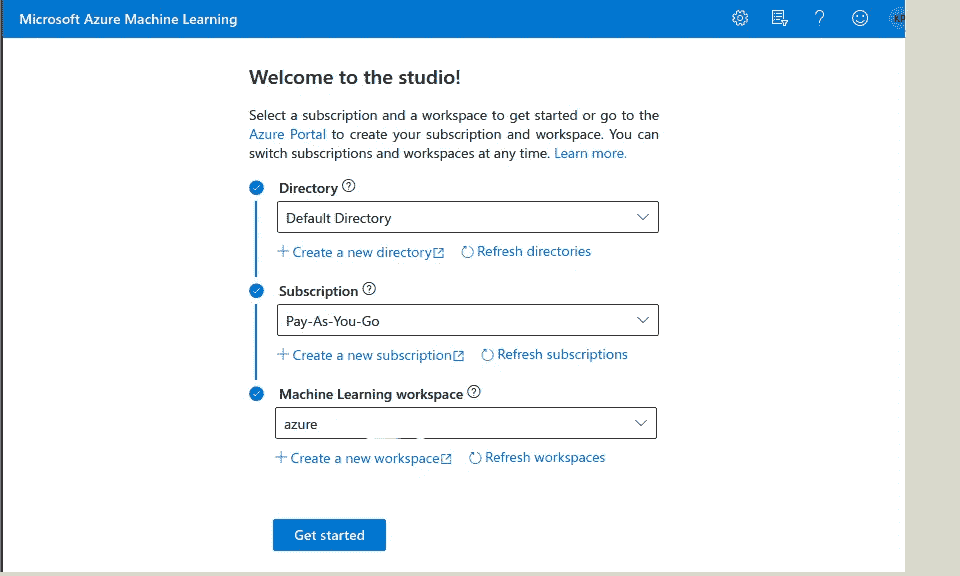 Microsoft Azure Machine Learning
Welcome to the studio!
Select a subscription and a workspace to get started or go to the
Azure Portal to create your subscription and workspace. You can
switch subscriptions and workspaces at any time. Learn more.
Directory
Default Directory
Create a new directory Refresh directories
Subscription
Pay-As-You-Go
Create a new subscription Refresh subscriptions
Machine Learning workspace
azure
Create a new workspace Refresh workspaces
Get started